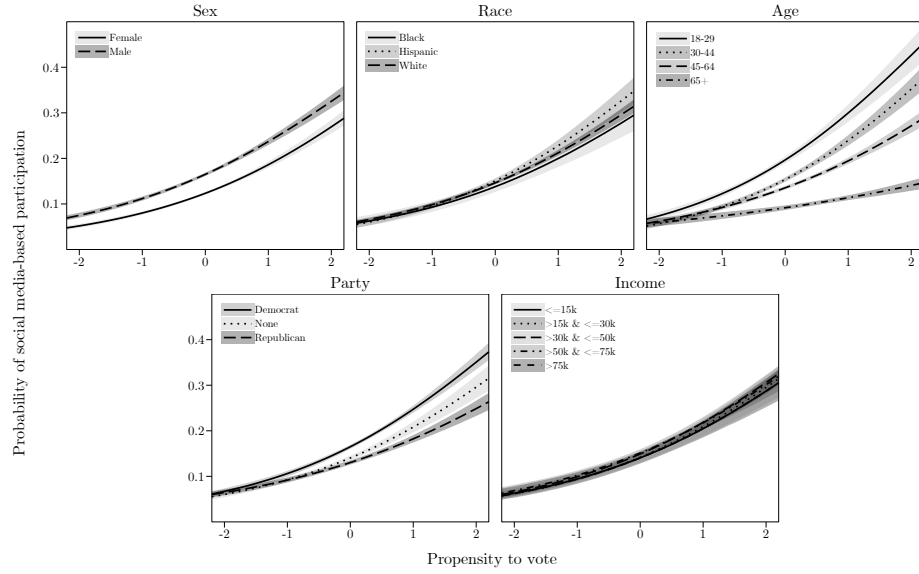 Sex
Race
Age
Female
Male
Black
Hispanic
White
18-29
30-44
45-64
65+
0.4
0.3
0.2
0.1
-2 -1 0 1 2
-2 -1 0 1 2
-2 -1 0 1 2
Probability of social media-based participation
Party
Income
Democrat
None
Republican
<=15k
>15k & <=30k
>30k & <=50k
>50k & <=75k
>75k
0.4
0.3
0.2
0.1
-2 -1 0 1 2
-2 -1 0 1 2
Propensity to vote